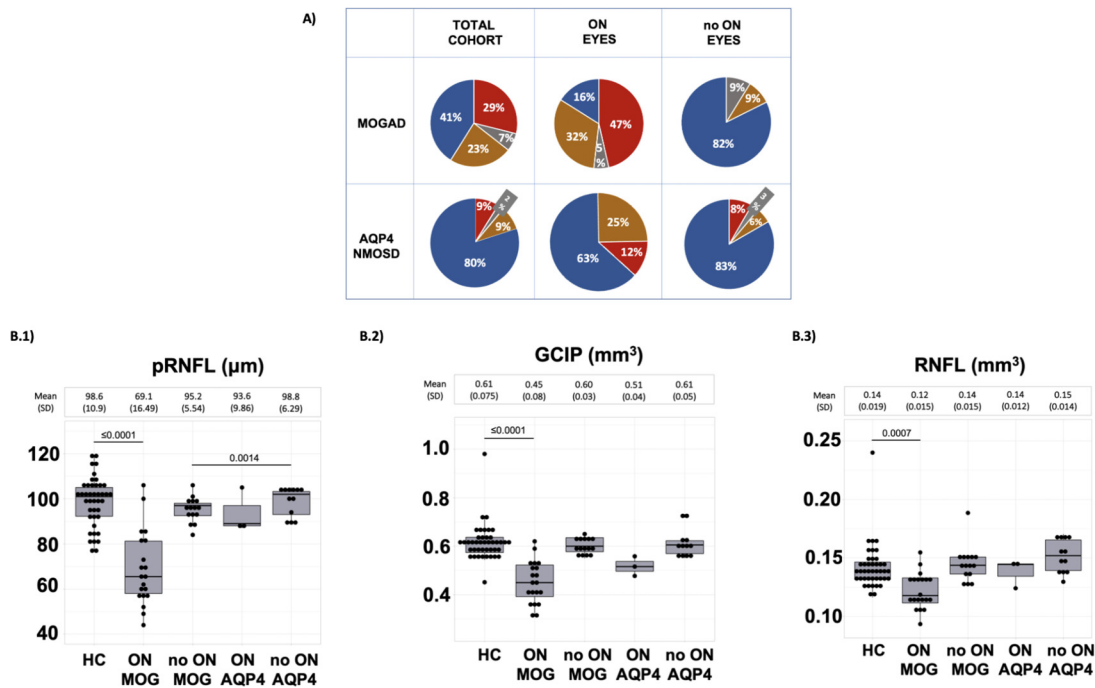 A)
TOTAL COHORT
ON EYES
no ON EYES
MOGAD
41%
29%
7%
23%
16%
47%
32%
5 %
9%
9%
82%
AQP4 NMOSD
9%
2 %
9%
80%
25%
63%
12%
8%
3 %
6%
83%
B.1)
pRNFL (µm)
Mean 98.6 69.1 95.2 93.6 98.8
(SD) (10.9) (16.49) (5.54) (9.86) (6.29)
≤0.0001
0.0014
120
100
80
60
40
HC ON no ON ON no ON
MOG MOG AQP4 AQP4
B.2)
GCIP (mm³)
Mean 0.61 0.45 0.60 0.51 0.61
(SD) (0.075) (0.08) (0.03) (0.04) (0.05)
≤0.0001
1.0
0.8
0.6
0.4
HC ON no ON ON no ON
MOG MOG AQP4 AQP4
B.3)
RNFL (mm³)
Mean 0.14 0.12 0.14 0.14 0.15
(SD) (0.019) (0.015) (0.015) (0.012) (0.014)
0.0007
0.25
0.20
0.15
0.10
HC ON no ON ON no ON
MOG MOG AQP4 AQP4